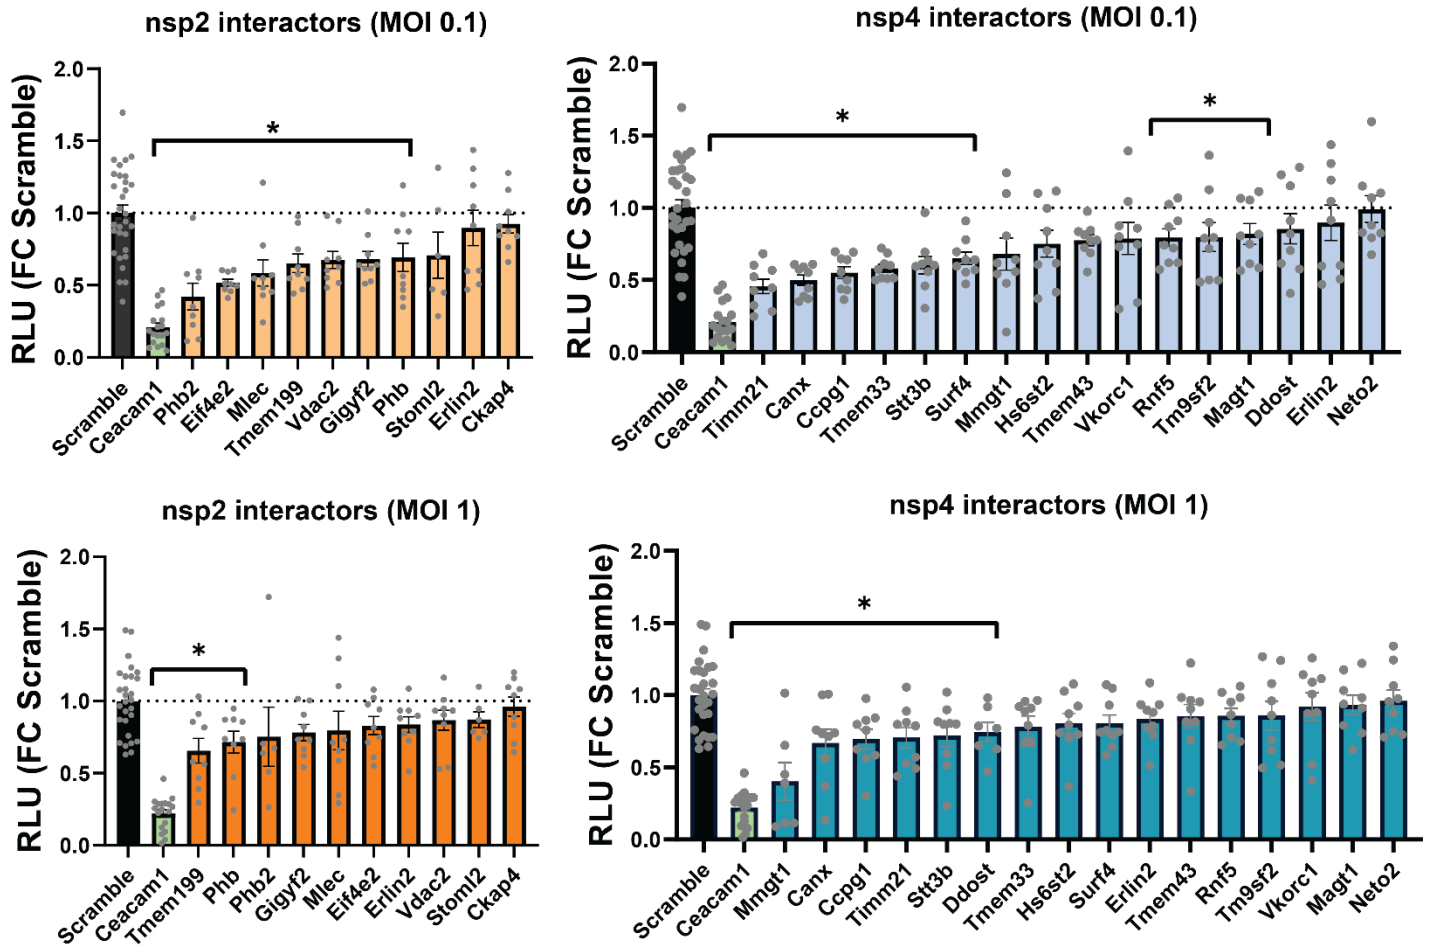 nsp2 interactors (MOI 0.1)
RLU (FC Scramble)
2.0
1.5
1.0
0.5
0.0
*
Scramble
Ceacam1
Phb2
Eif4e2
Mlec
Tmem199
Vdac2
Gigyf2
Phb
Stoml2
Erlin2
Ckap4
nsp4 interactors (MOI 0.1)
RLU (FC Scramble)
2.0
1.5
1.0
0.5
0.0
*
*
Scramble
Ceacam1
Timm21
Canx
Ccpg1
Tmem33
Stt3b
Surf4
Mmgt1
Hs6st2
Tmem43
Vkorc1
Rnf5
Tm9sf2
Magt1
Ddost
Erlin2
Neto2
nsp2 interactors (MOI 1)
RLU (FC Scramble)
2.0
1.5
1.0
0.5
0.0
*
Scramble
Ceacam1
Tmem199
Phb
Phb2
Gigyf2
Mlec
Eif4e2
Erlin2
Vdac2
Stoml2
Ckap4
nsp4 interactors (MOI 1)
RLU (FC Scramble)
2.0
1.5
1.0
0.5
0.0
*
Scramble
Ceacam1
Mmgt1
Canx
Ccpg1
Timm21
Stt3b
Ddost
Tmem33
Hs6st2
Surf4
Erlin2
Tmem43
Rnf5
Tm9sf2
Vkorc1
Magt1
Neto2